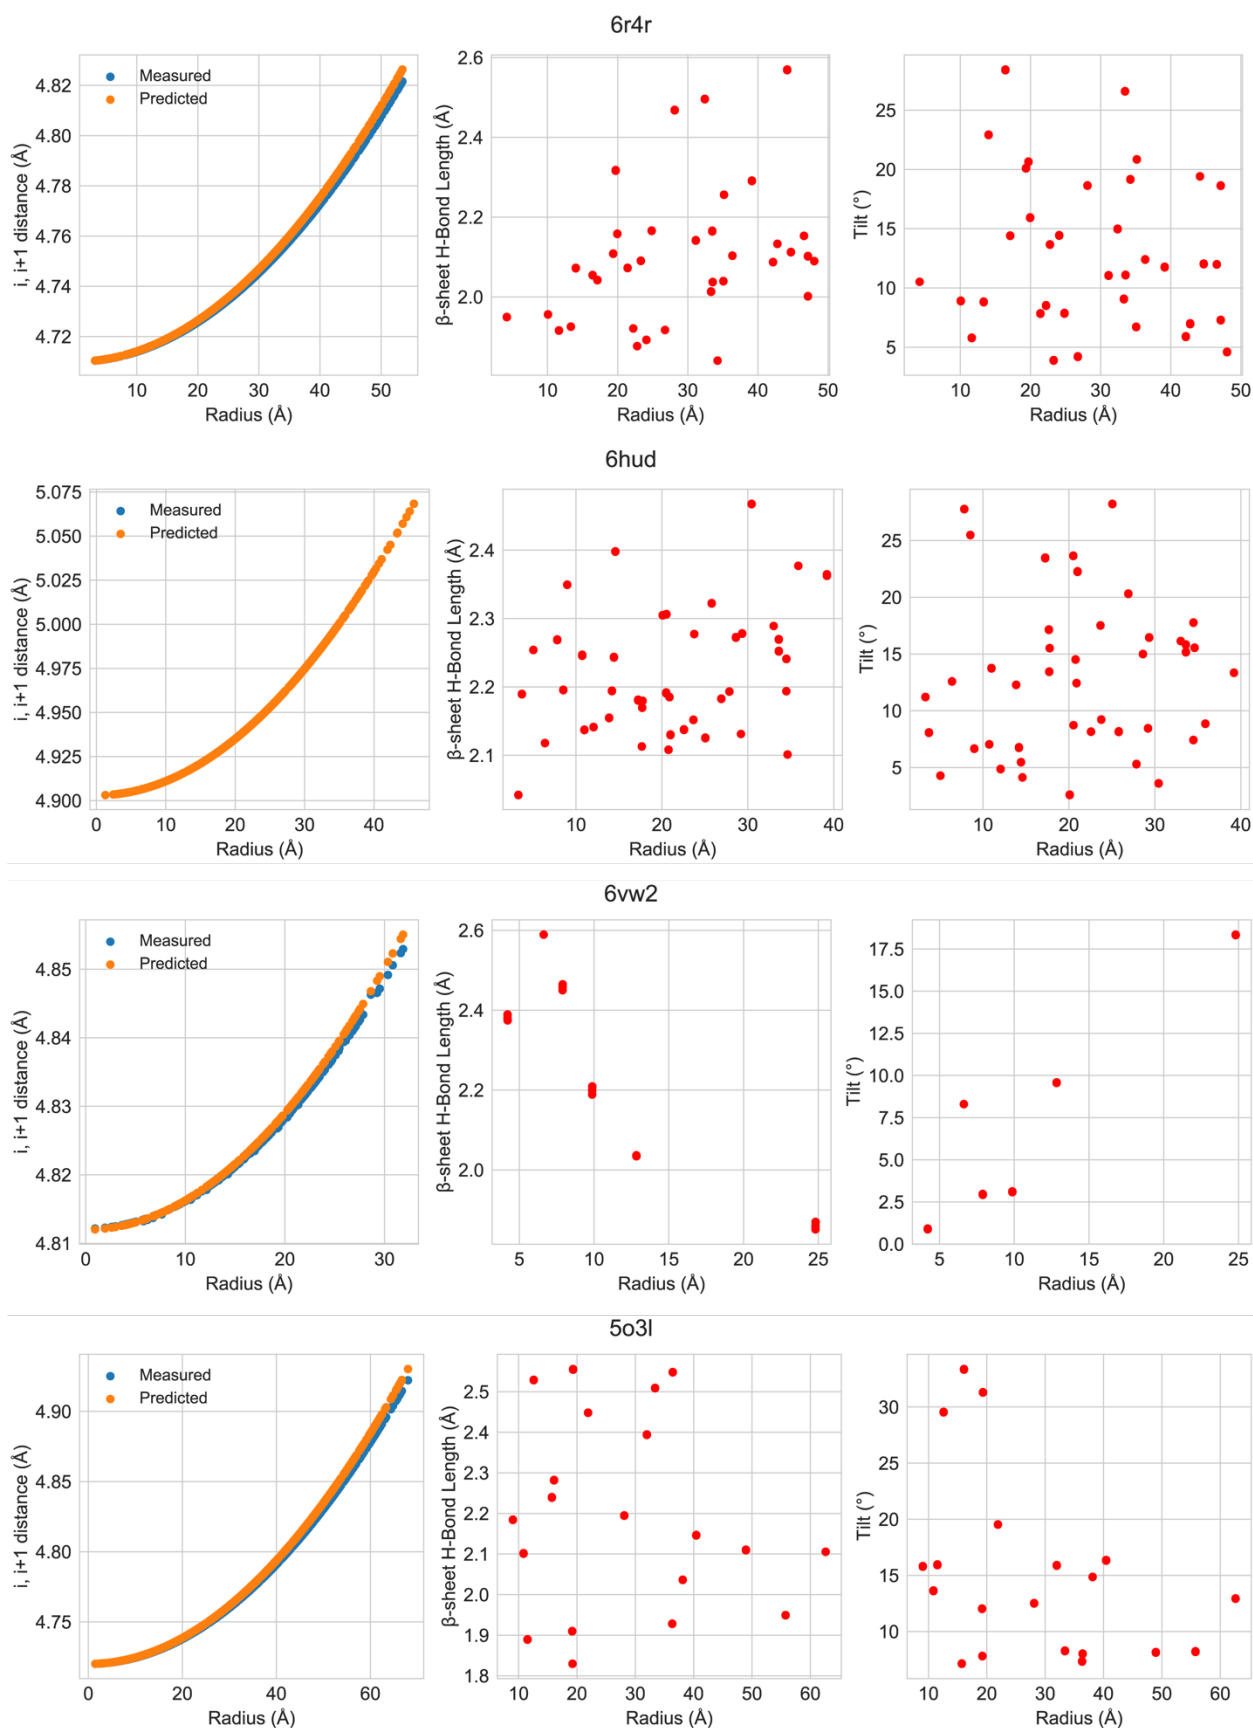 6r4r
4.82
4.80
4.78
4.76
4.74
4.72
i, i+1 distance (Å)
Measured
Predicted
10 20 30 40 50
Radius (Å)
2.6
2.4
2.2
2.0
β-sheet H-Bond Length (Å)
10 20 30 40 50
Radius (Å)
25
20
15
10
5
Tilt (°)
10 20 30 40 50
Radius (Å)
6hud
5.075
5.050
5.025
5.000
4.975
4.950
4.925
4.900
i, i+1 distance (Å)
Measured
Predicted
0 10 20 30 40
Radius (Å)
2.4
2.3
2.2
2.1
β-sheet H-Bond Length (Å)
10 20 30 40
Radius (Å)
25
20
15
10
5
Tilt (°)
10 20 30 40
Radius (Å)
6vw2
4.85
4.84
4.83
4.82
4.81
i, i+1 distance (Å)
Measured
Predicted
0 10 20 30
Radius (Å)
2.6
2.4
2.2
2.0
β-sheet H-Bond Length (Å)
5 10 15 20 25
Radius (Å)
17.5
15.0
12.5
10.0
7.5
5.0
2.5
0.0
Tilt (°)
5 10 15 20 25
Radius (Å)
5o3l
4.90
4.85
4.80
4.75
i, i+1 distance (Å)
Measured
Predicted
0 20 40 60
Radius (Å)
2.5
2.4
2.3
2.2
2.1
2.0
1.9
1.8
β-sheet H-Bond Length (Å)
10 20 30 40 50 60
Radius (Å)
30
25
20
15
10
Tilt (°)
10 20 30 40 50 60
Radius (Å)